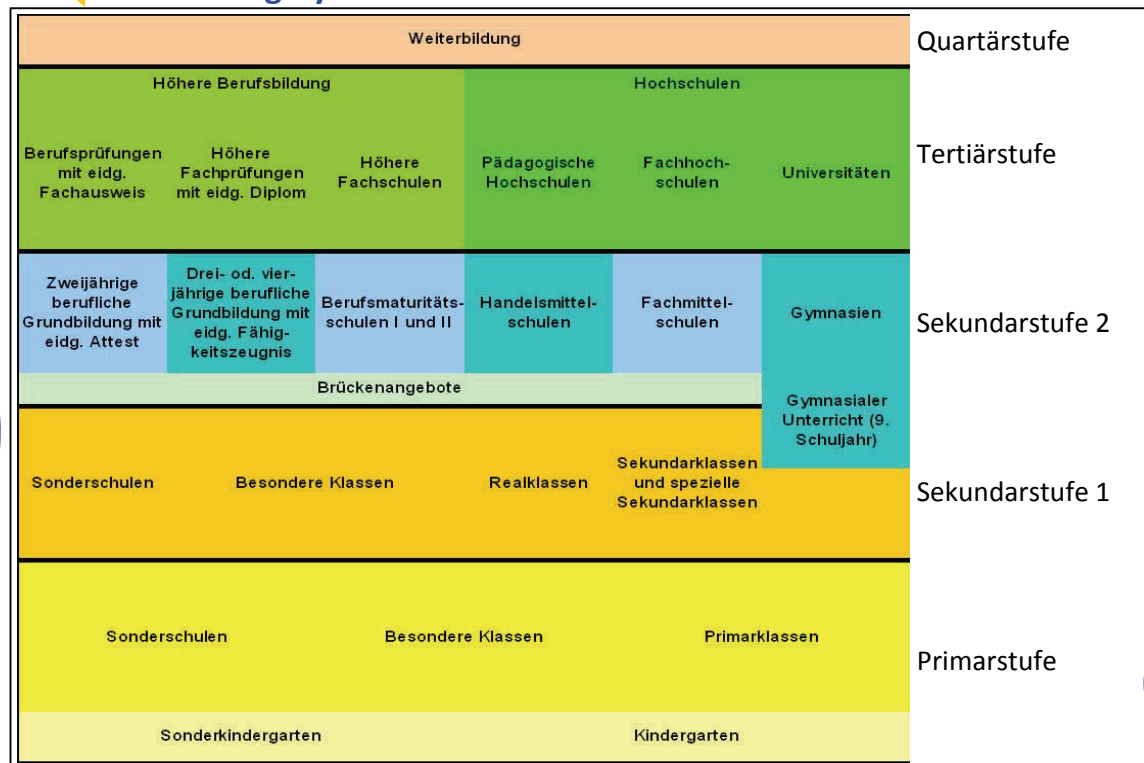 Weiterbildung
Quartärstufe
Höhere Berufsbildung
Hochschulen
Berufsprüfungen
mit eidg.
Fachausweis
Höhere
Fachprüfungen
mit eidg. Diplom
Höhere
Fachschulen
Pädagogische
Hochschulen
Fachhoch-
schulen
Universitäten
Tertiärstufe
Zweijährige
berufliche
Grundbildung mit
eidg. Attest
Drei- od. vier-
jährige berufliche
Grundbildung mit
eidg. Fähig-
keitszeugnis
Berufsmaturitäts-
schulen I und II
Handelsmittel-
schulen
Fachmittel-
schulen
Gymnasien
Sekundarstufe 2
Brückenangebote
Gymnasialer
Unterricht (9.
Schuljahr)
Sonderschulen
Besondere Klassen
Realklassen
Sekundarklassen
und spezielle
Sekundarklassen
Sekundarstufe 1
Sonderschulen
Besondere Klassen
Primarklassen
Primarstufe
Sonderkindergarten
Kindergarten